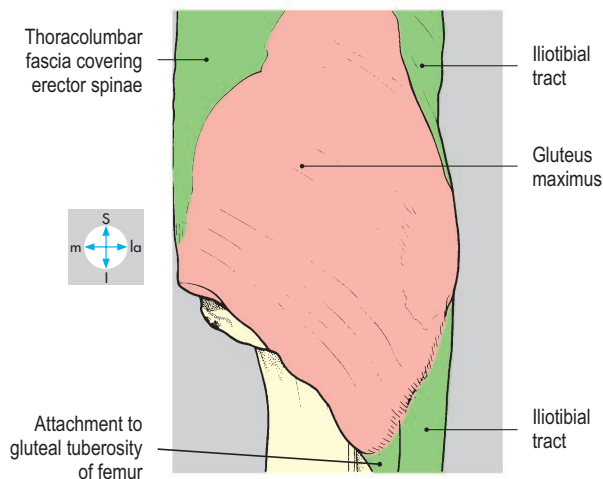 Thoracolumbar
fascia covering
erector spinae
Iliotibial
tract
Gluteus
maximus
S
m
la
I
Attachment to
gluteal tuberosity
of femur
Iliotibial
tract